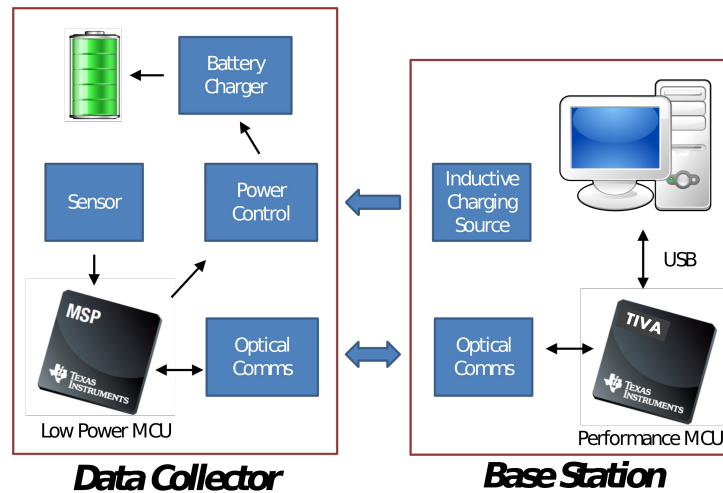 Battery
Charger
Sensor
Power
Control
Inductive
Charging
Source
USB
MSP
TEXAS
INSTRUMENTS
Optical
Comms
Optical
Comms
TIVA
TEXAS
INSTRUMENTS
Low Power MCU
Performance MCU
Data Collector
Base Station